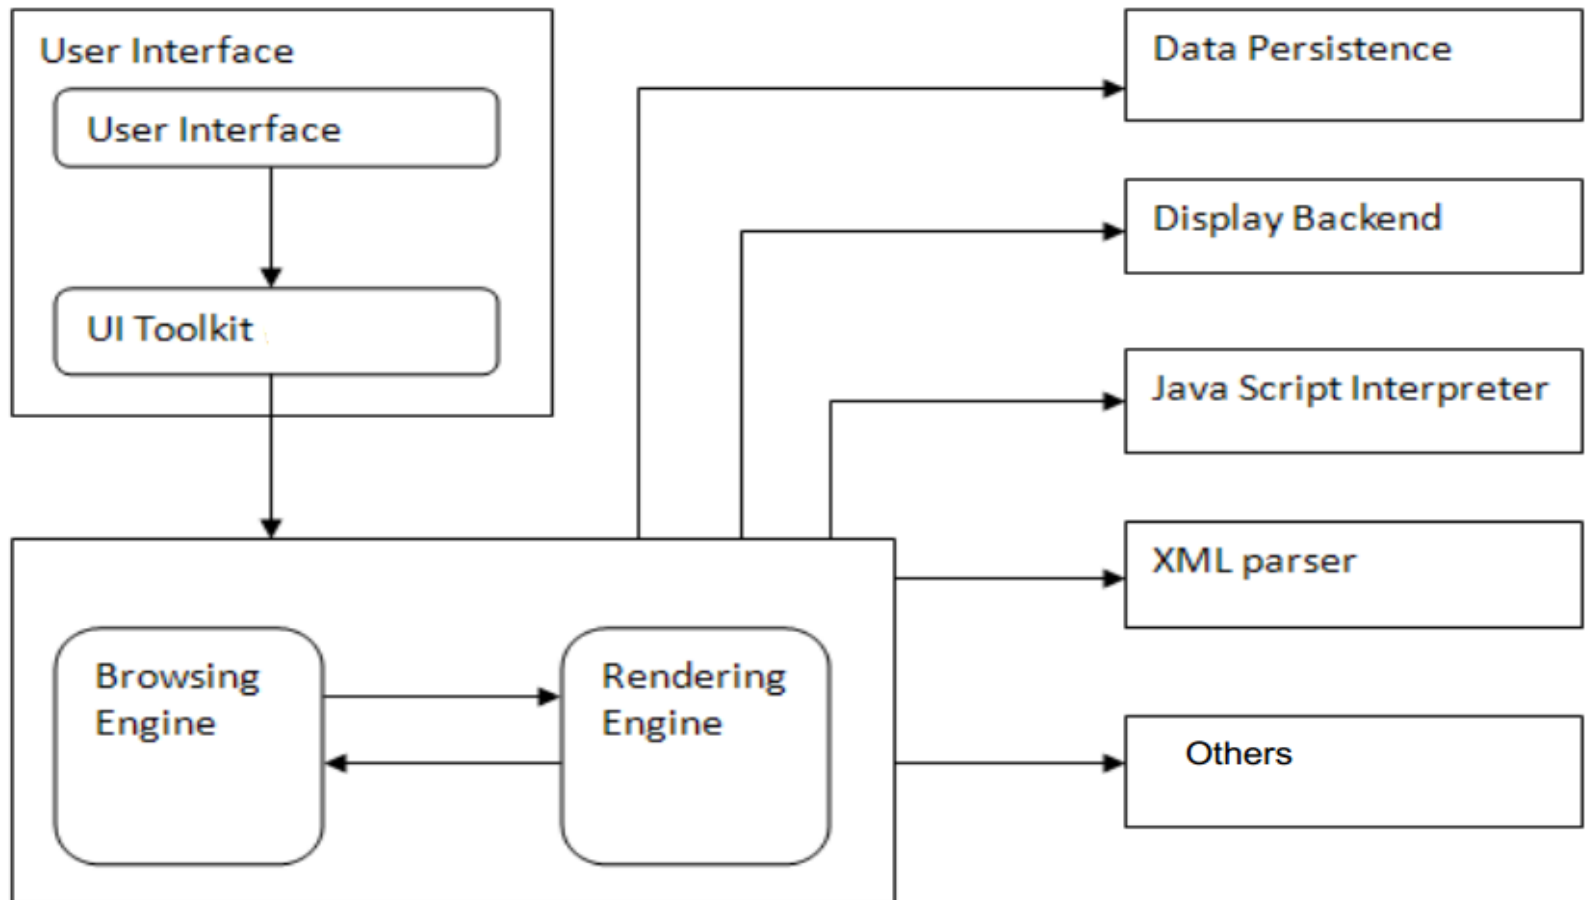 User Interface
User Interface
UI Toolkit
Browsing
Engine
Rendering
Engine
Data Persistence
Display Backend
Java Script Interpreter
XML parser
Others